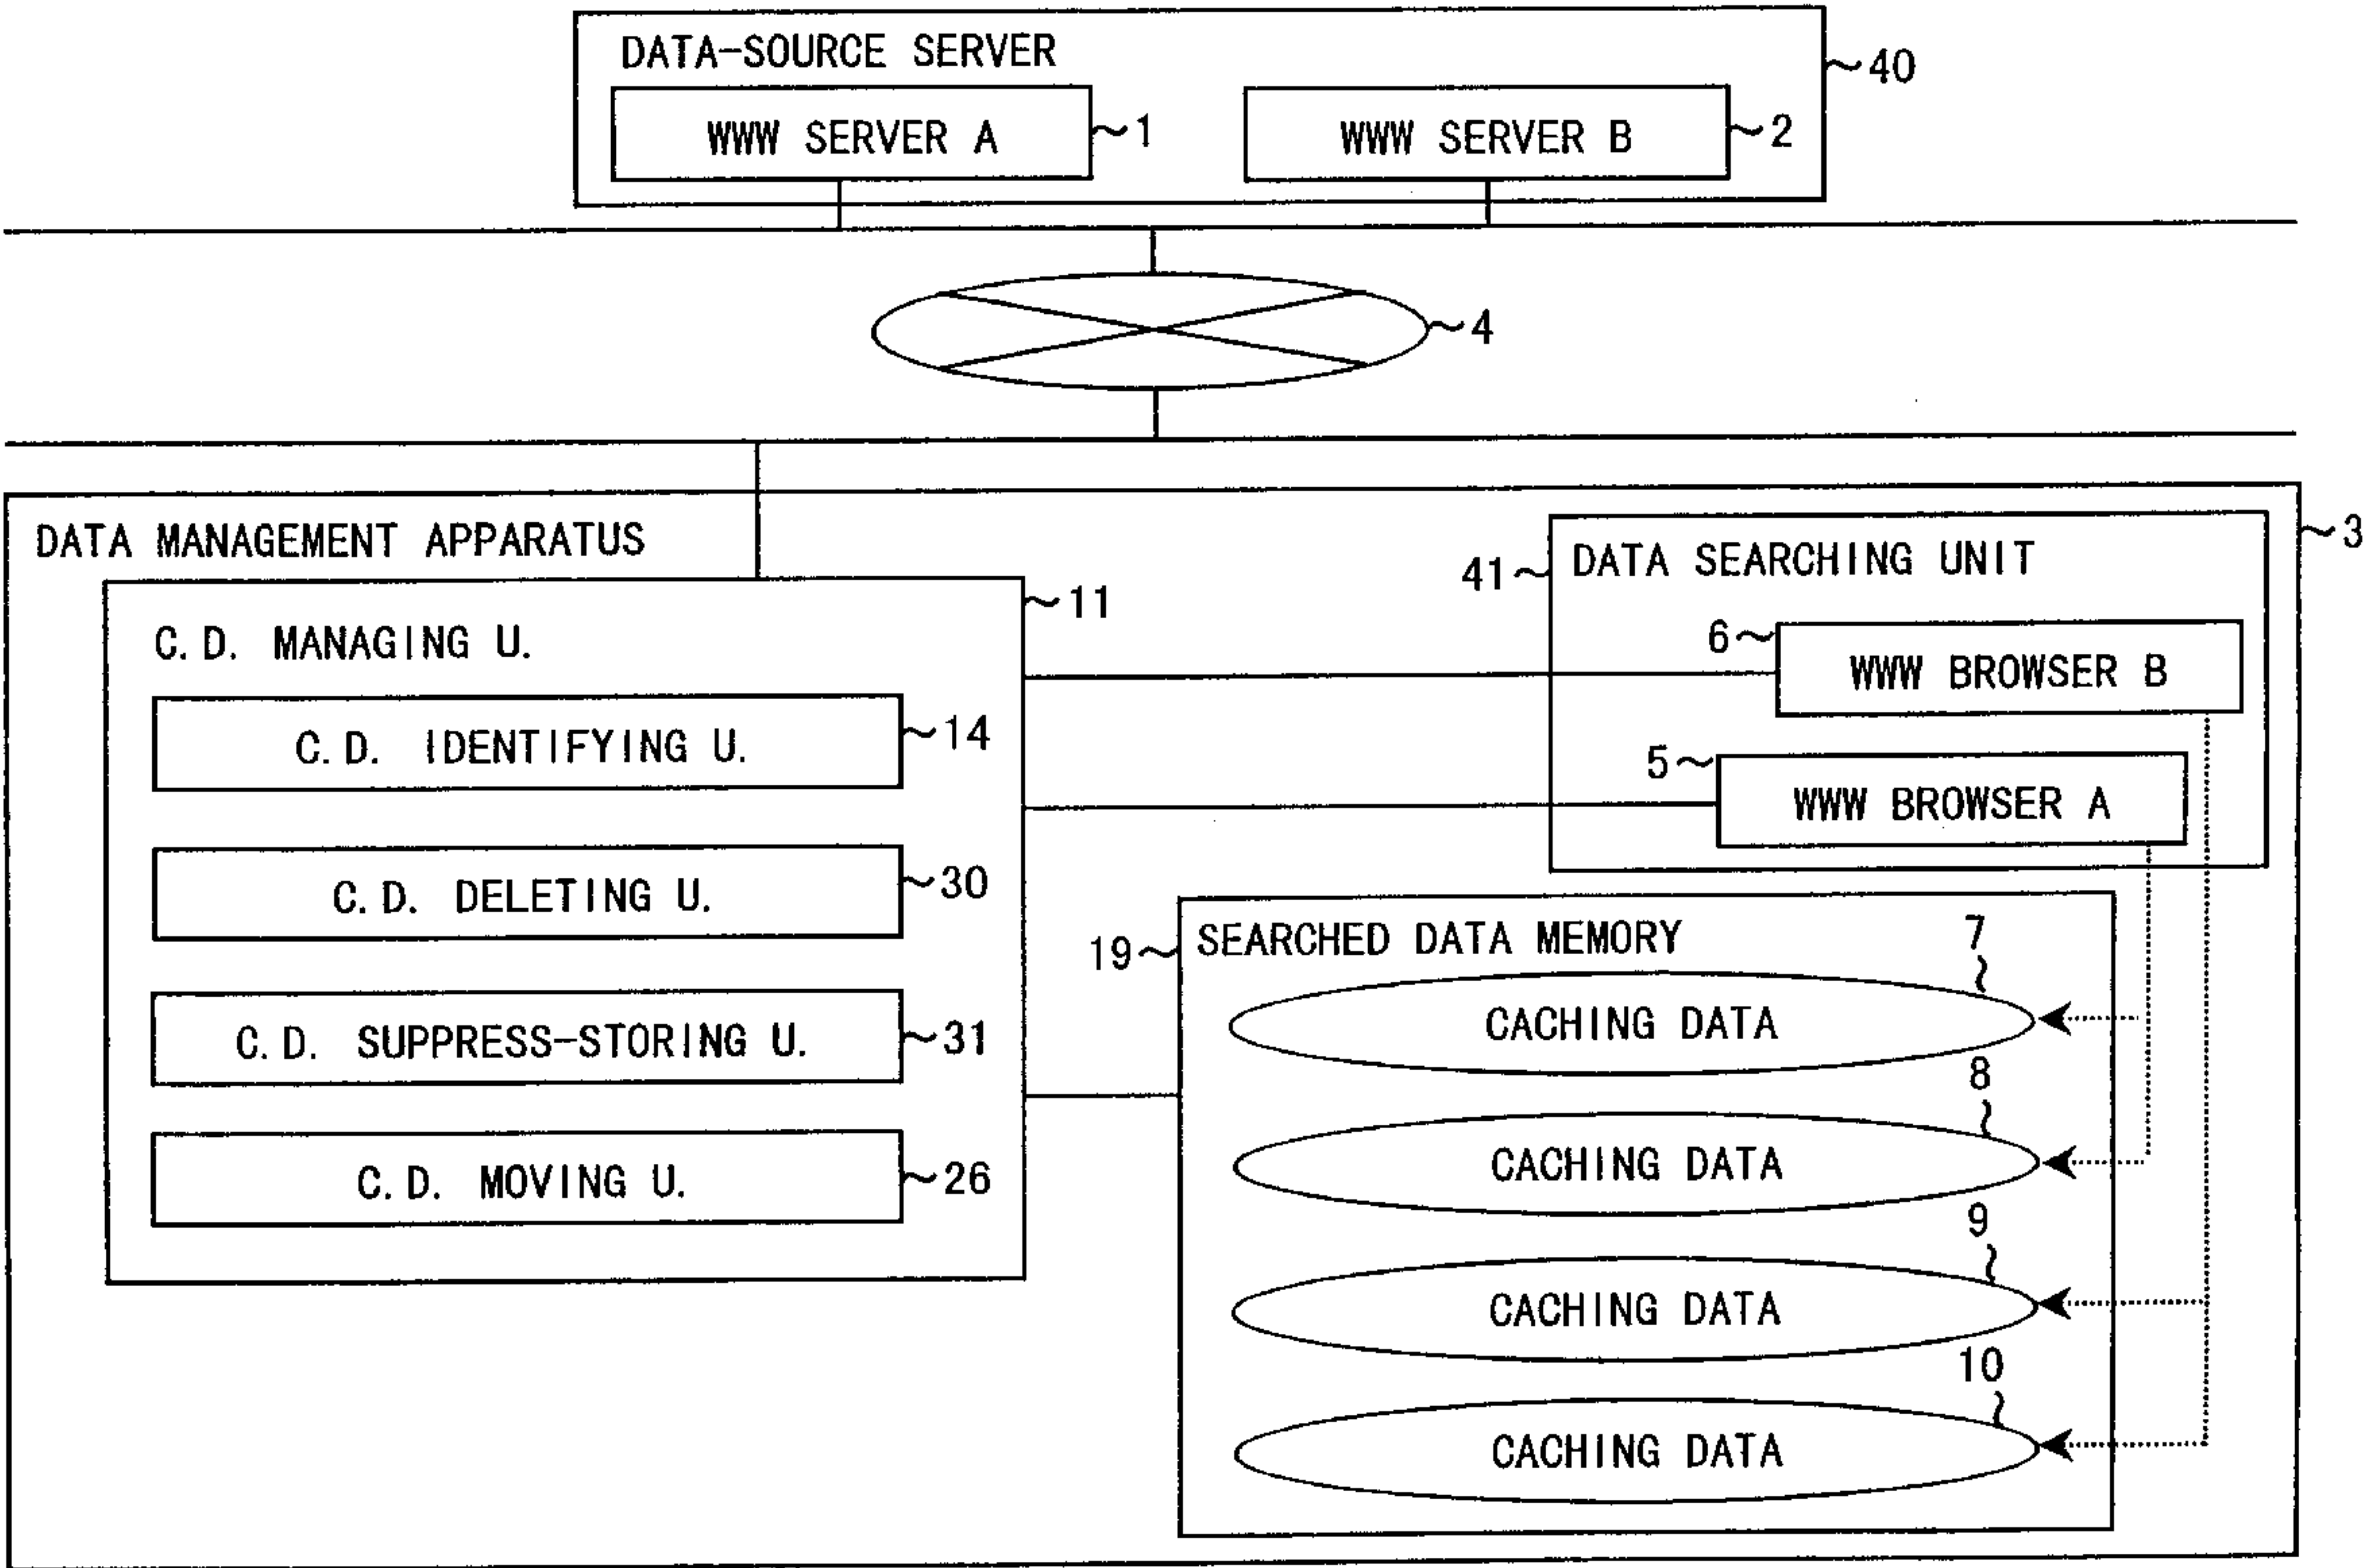 DATA-SOURCE SERVER
40
WWW SERVER A
1
WWW SERVER B
2
4
DATA MANAGEMENT APPARATUS
3
11
C.D. MANAGING U.
C.D. IDENTIFYING U.
14
C.D. DELETING U.
30
C.D. SUPPRESS-STORING U.
31
C.D. MOVING U.
26
41
DATA SEARCHING UNIT
6
WWW BROWSER B
5
WWW BROWSER A
19
SEARCHED DATA MEMORY
7
CACHING DATA
8
CACHING DATA
9
CACHING DATA
10
CACHING DATA